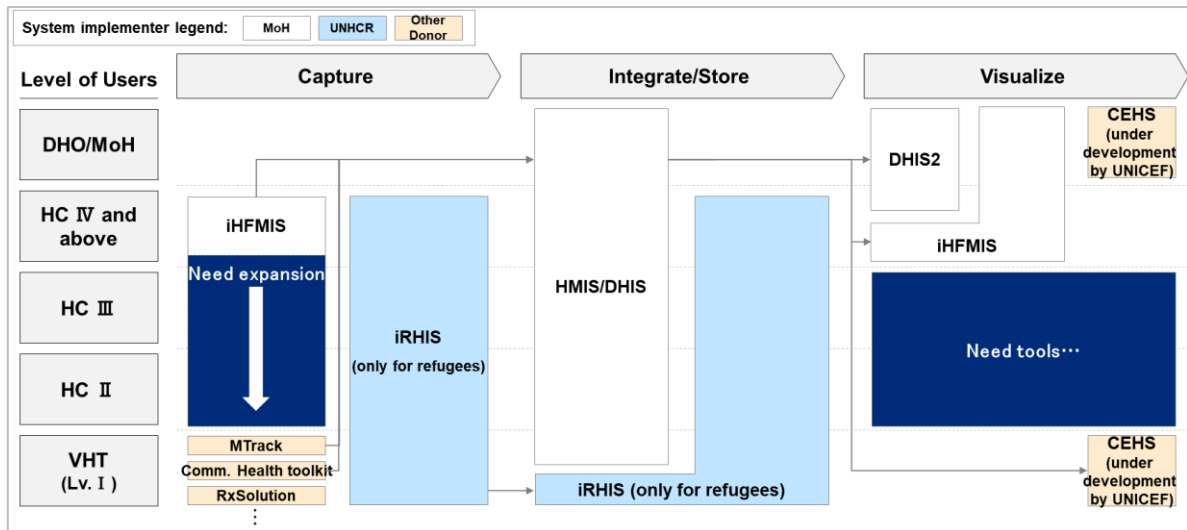 System implementer legend:
MoH
UNHCR
Other
Donor
Level of Users
Capture
Integrate/Store
Visualize
DHO/MoH
HC Ⅳ and
above
HC Ⅲ
HC Ⅱ
VHT
(Lv. Ⅰ)
iHFMIS
Need expansion
MTrack
Comm. Health toolkit
RxSolution
⋮
iRHIS
(only for refugees)
HMIS/DHIS
iRHIS (only for refugees)
DHIS2
iHFMIS
CEHS
(under
development
by UNICEF)
Need tools…
CEHS
(under
development
by UNICEF)